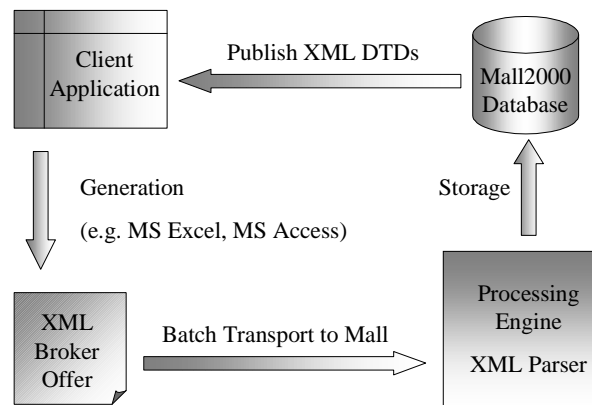 Client
Application
Publish XML DTDs
Mall2000
Database
Generation
(e.g. MS Excel, MS Access)
Storage
XML
Broker
Offer
Batch Transport to Mall
Processing
Engine
XML Parser